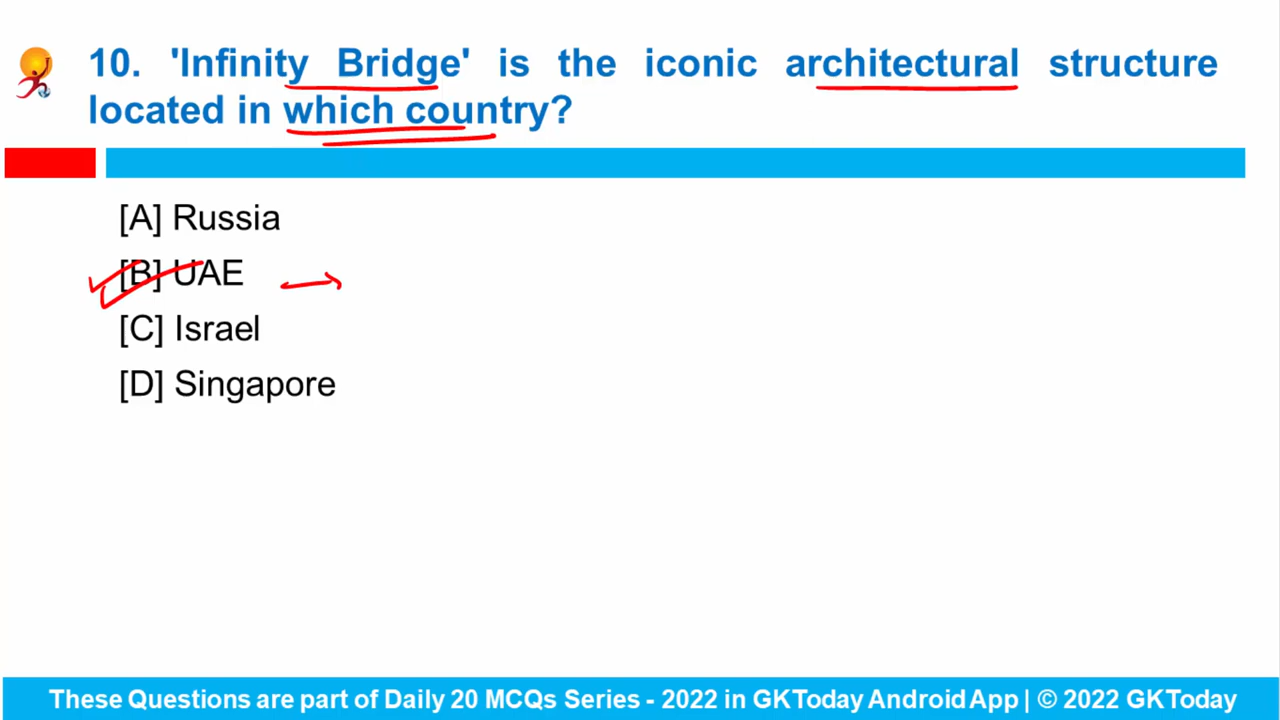 10. 'Infinity Bridge' is the iconic architectural structure
located in which country?
[A] Russia
[B] UAE
[C] Israel
[D] Singapore
These Questions are part of Daily 20 MCQs Series - 2022 in GKToday Android App | © 2022 GKToday